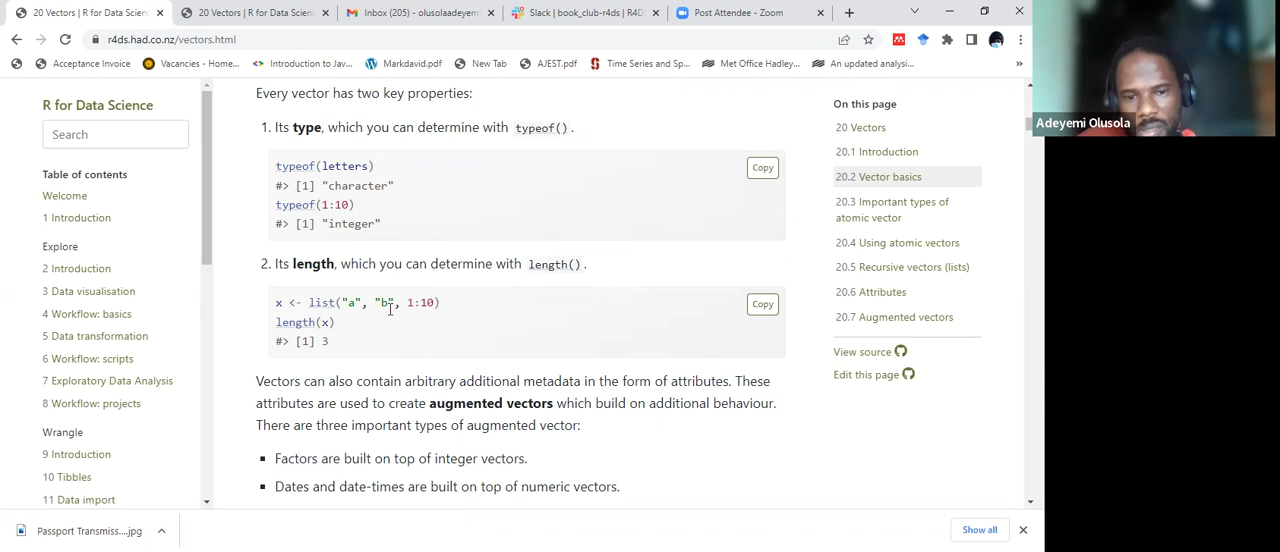 20 Vectors | R for Data Science
20 Vectors | R for Data Science
Inbox (205) - olusolaadeyem
Slack | book_club-r4ds | R4D
Post Attendee - Zoom
r4ds.had.co.nz/vectors.html
Acceptance Invoice
Vacancies - Home...
Introduction to Jav...
Markdavid.pdf
New Tab
AJEST.pdf
Time Series and Sp...
Met Office Hadley...
An updated analysi...
»
R for Data Science
Search
Table of contents
Welcome
1 Introduction
Explore
2 Introduction
3 Data visualisation
4 Workflow: basics
5 Data transformation
6 Workflow: scripts
7 Exploratory Data Analysis
8 Workflow: projects
Wrangle
9 Introduction
10 Tibbles
11 Data import
Every vector has two key properties:
1. Its type, which you can determine with typeof().
typeof(letters)
#> [1] "character"
typeof(1:10)
#> [1] "integer"
Copy
2. Its length, which you can determine with length().
x <- list("a", "b", 1:10)
length(x)
#> [1] 3
Copy
Vectors can also contain arbitrary additional metadata in the form of attributes. These
attributes are used to create augmented vectors which build on additional behaviour.
There are three important types of augmented vector:
▪ Factors are built on top of integer vectors.
▪ Dates and date-times are built on top of numeric vectors.
On this page
20 Vectors
20.1 Introduction
20.2 Vector basics
20.3 Important types of
atomic vector
20.4 Using atomic vectors
20.5 Recursive vectors (lists)
20.6 Attributes
20.7 Augmented vectors
View source
Edit this page
Adeyemi Olusola
Passport Transmiss....jpg
Show all